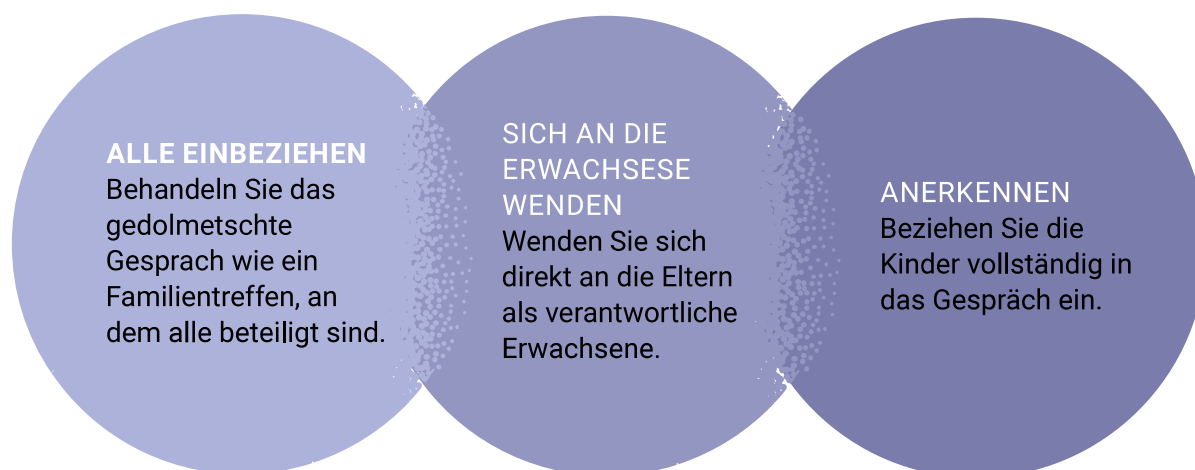 ALLE EINBEZIEHEN
Behandeln Sie das
gedolmetschte
Gesprach wie ein
Familientreffen, an
dem alle beteiligt sind.
SICH AN DIE
ERWACHSESE
WENDEN
Wenden Sie sich
direkt an die Eltern
als verantwortliche
Erwachsene.
ANERKENNEN
Beziehen Sie die
Kinder vollständig in
das Gespräch ein.